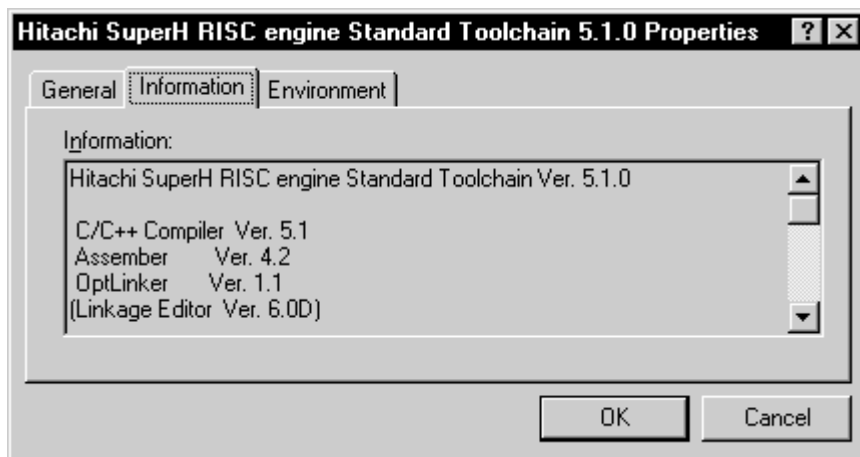 Hitachi SuperH RISC engine Standard Toolchain 5.1.0 Properties
General Information Environment
Information:
Hitachi SuperH RISC engine Standard Toolchain Ver. 5.1.0
C/C++ Compiler Ver. 5.1
Assember Ver. 4.2
OptLinker Ver. 1.1
(Linkage Editor Ver. 6.0D)
OK Cancel